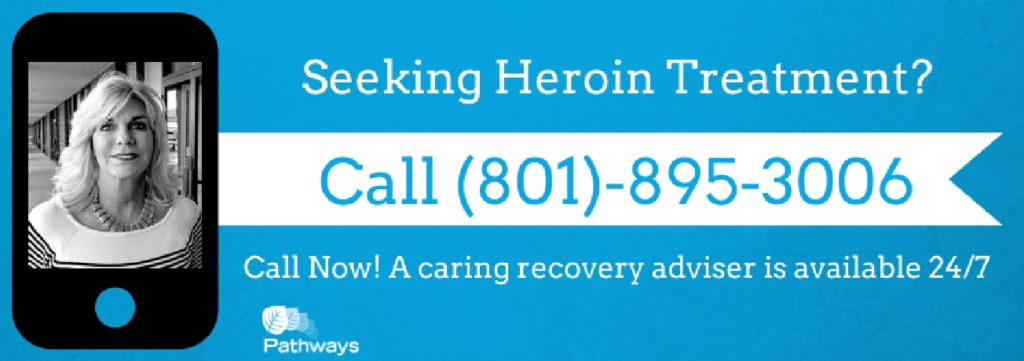 Seeking Heroin Treatment?
Call (801)-895-3006
Call Now! A caring recovery adviser is available 24/7
Pathways